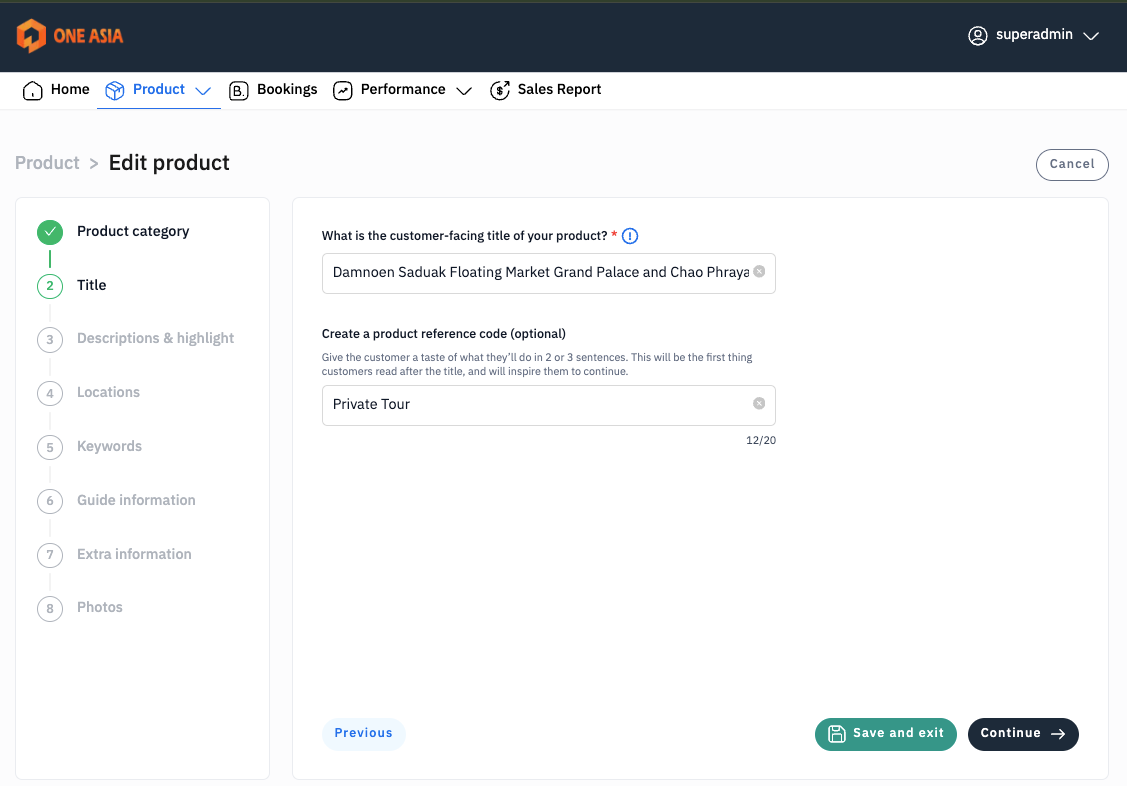 ONE ASIA
superadmin
Home
Product
B. Bookings
Performance
$ Sales Report
Product > Edit product
Cancel
Product category
2 Title
3 Descriptions & highlight
4 Locations
5 Keywords
6 Guide information
7 Extra information
8 Photos
What is the customer-facing title of your product? *
Damnoen Saduak Floating Market Grand Palace and Chao Phraya
Create a product reference code (optional)
Give the customer a taste of what they'll do in 2 or 3 sentences. This will be the first thing
customers read after the title, and will inspire them to continue.
Private Tour
12/20
Previous
Save and exit
Continue